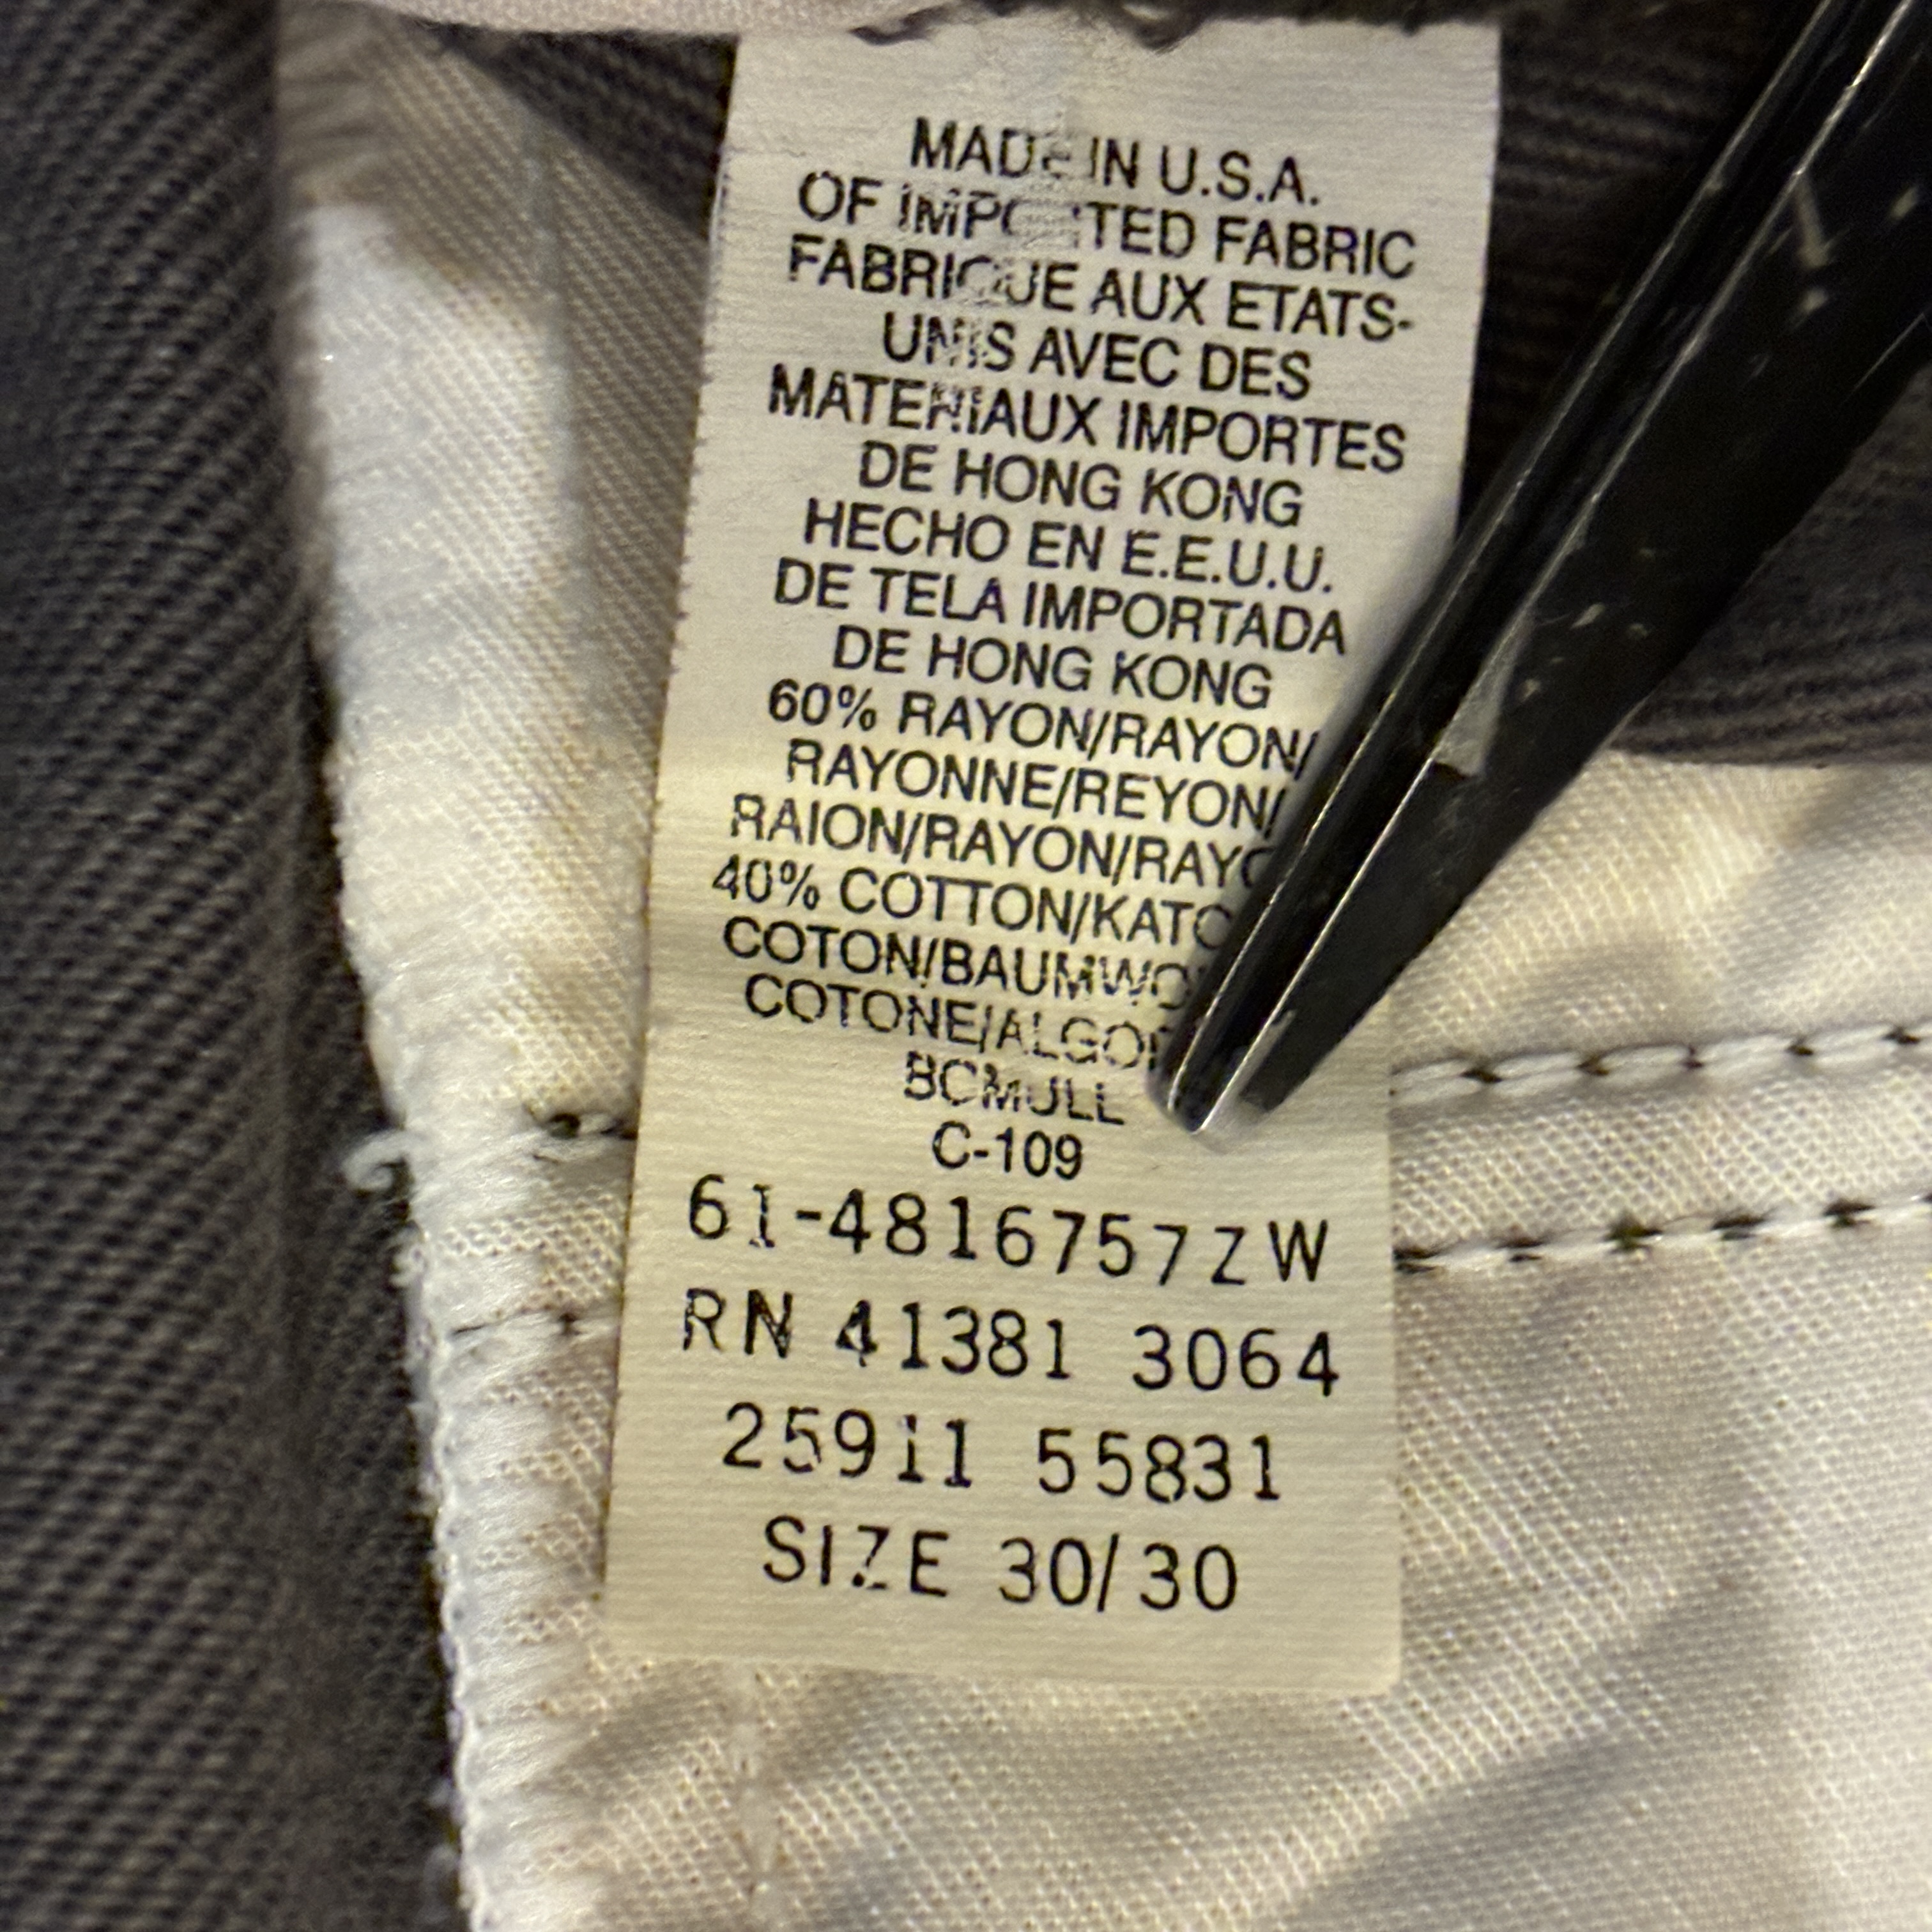 MADE IN U.S.A.
OF IMPORTED FABRIC
FABRIQUE AUX ETATS-
UNIS AVEC DES
MATERIAUX IMPORTES
DE HONG KONG
HECHO EN E.E.U.U.
DE TELA IMPORTADA
DE HONG KONG
60% RAYON/RAYON/
RAYONNE/REYON/
RAION/RAYON/
40% COTTON/
COTON/
COTONE/
BCMULL
C-109
61-4816757ZW
RN 41381 3064
25911 55831
SIZE 30/30